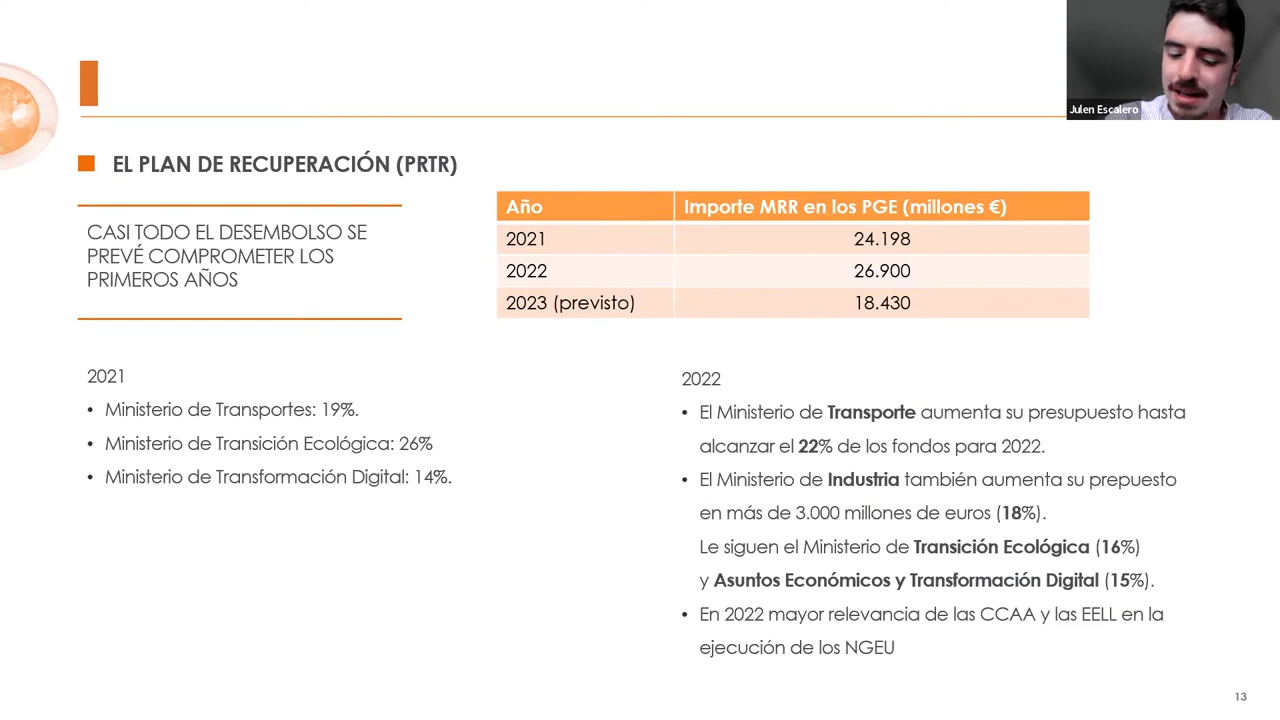 Julen Escalero
EL PLAN DE RECUPERACIÓN (PRTR)
CASI TODO EL DESEMBOLSO SE
PREVÉ COMPROMETER LOS
PRIMEROS AÑOS
Año Importe MRR en los PGE (millones €)
2021 24.198
2022 26.900
2023 (previsto) 18.430
2021
• Ministerio de Transportes: 19%.
• Ministerio de Transición Ecológica: 26%
• Ministerio de Transformación Digital: 14%.
2022
• El Ministerio de Transporte aumenta su presupuesto hasta
alcanzar el 22% de los fondos para 2022.
• El Ministerio de Industria también aumenta su prepuesto
en más de 3.000 millones de euros (18%).
Le siguen el Ministerio de Transición Ecológica (16%)
y Asuntos Económicos y Transformación Digital (15%).
• En 2022 mayor relevancia de las CCAA y las EELL en la
ejecución de los NGEU
13